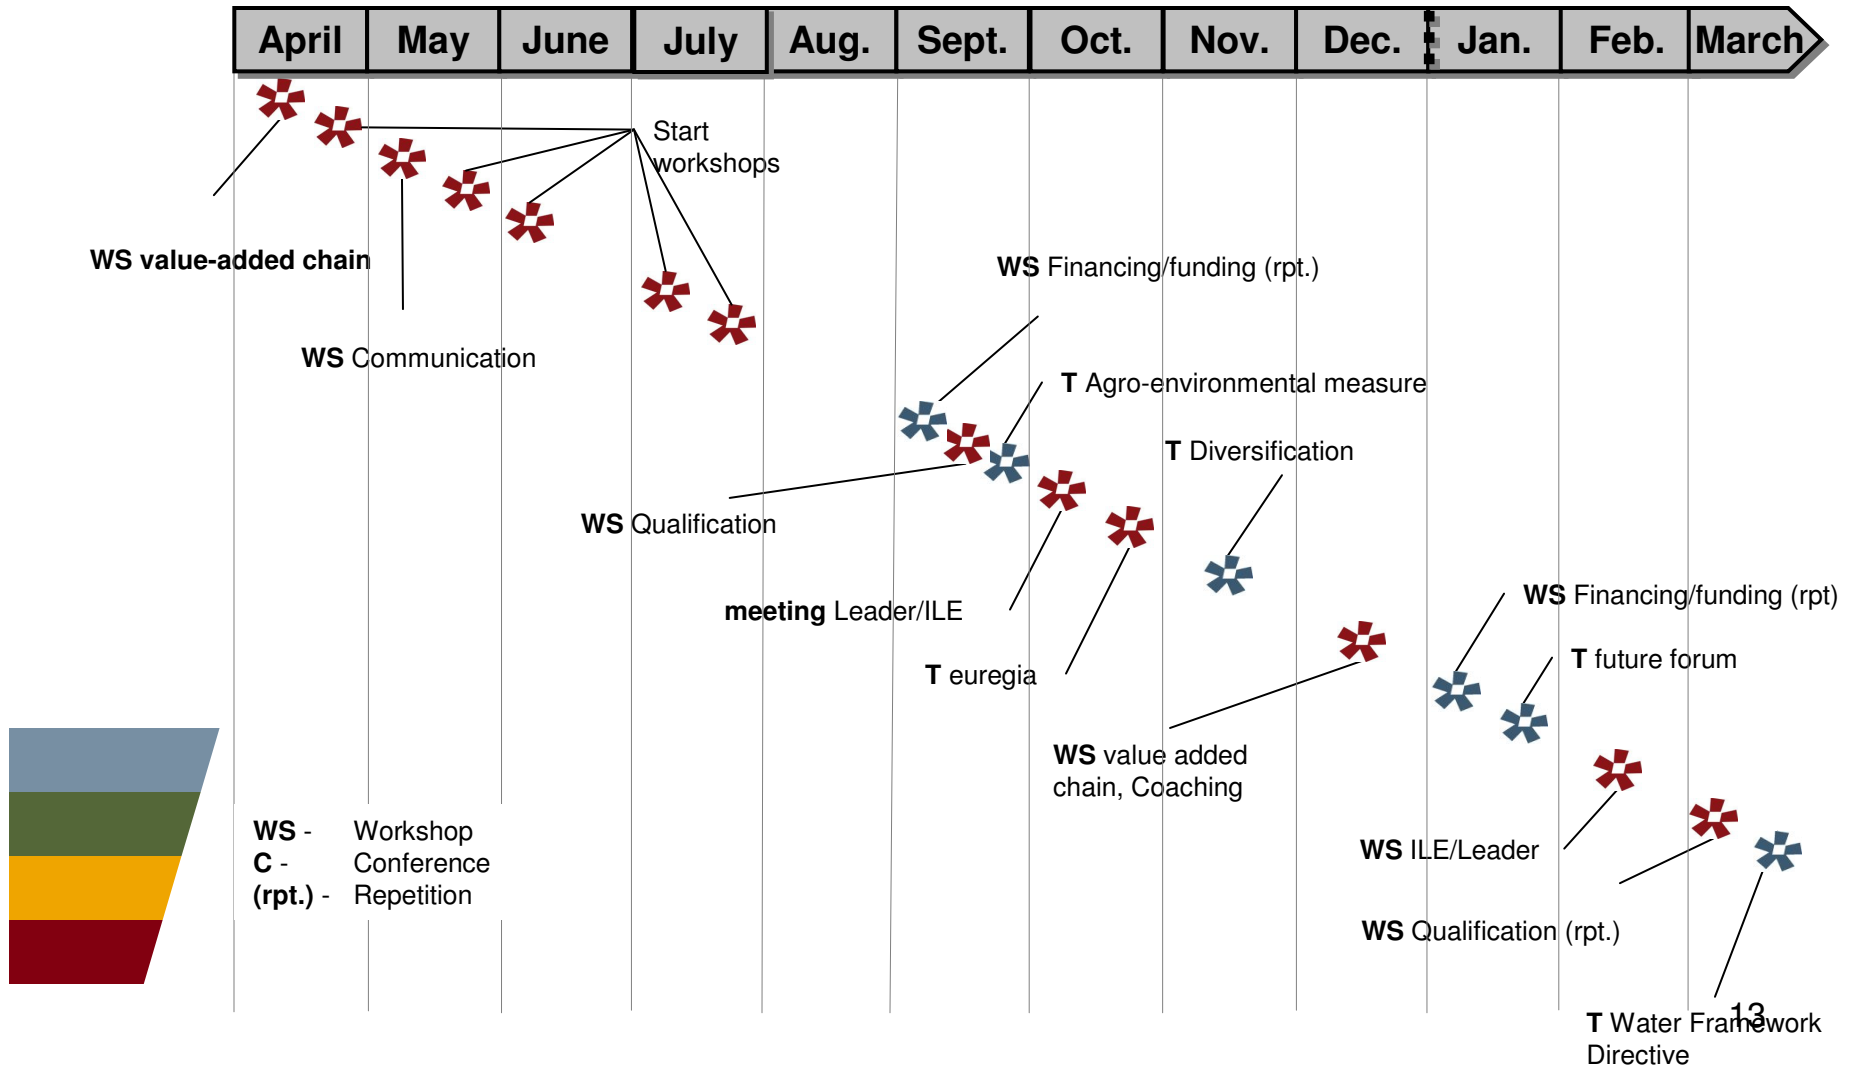 April May June July Aug. Sept. Oct. Nov. Dec. Jan. Feb. March
Start
workshops
WS value-added chain
WS Financing/funding (rpt.)
WS Communication
T Agro-environmental measure
T Diversification
WS Qualification
meeting Leader/ILE
WS Financing/funding (rpt)
T euregia
T future forum
WS value added
chain, Coaching
WS - Workshop
C - Conference
(rpt.) - Repetition
WS ILE/Leader
WS Qualification (rpt.)
13
T Water Framework
Directive